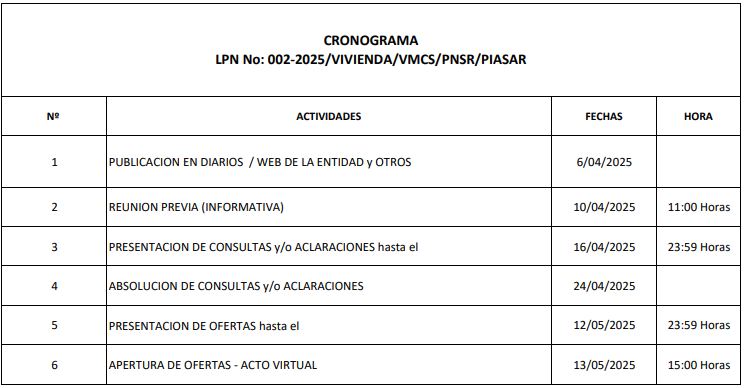 CRONOGRAMA
LPN No: 002-2025/VIVIENDA/VMCS/PNSR/PIASAR
Nº ACTIVIDADES FECHAS HORA
1 PUBLICACION EN DIARIOS / WEB DE LA ENTIDAD y OTROS 6/04/2025
2 REUNION PREVIA (INFORMATIVA) 10/04/2025 11:00 Horas
3 PRESENTACION DE CONSULTAS y/o ACLARACIONES hasta el 16/04/2025 23:59 Horas
4 ABSOLUCION DE CONSULTAS y/o ACLARACIONES 24/04/2025
5 PRESENTACION DE OFERTAS hasta el 12/05/2025 23:59 Horas
6 APERTURA DE OFERTAS - ACTO VIRTUAL 13/05/2025 15:00 Horas